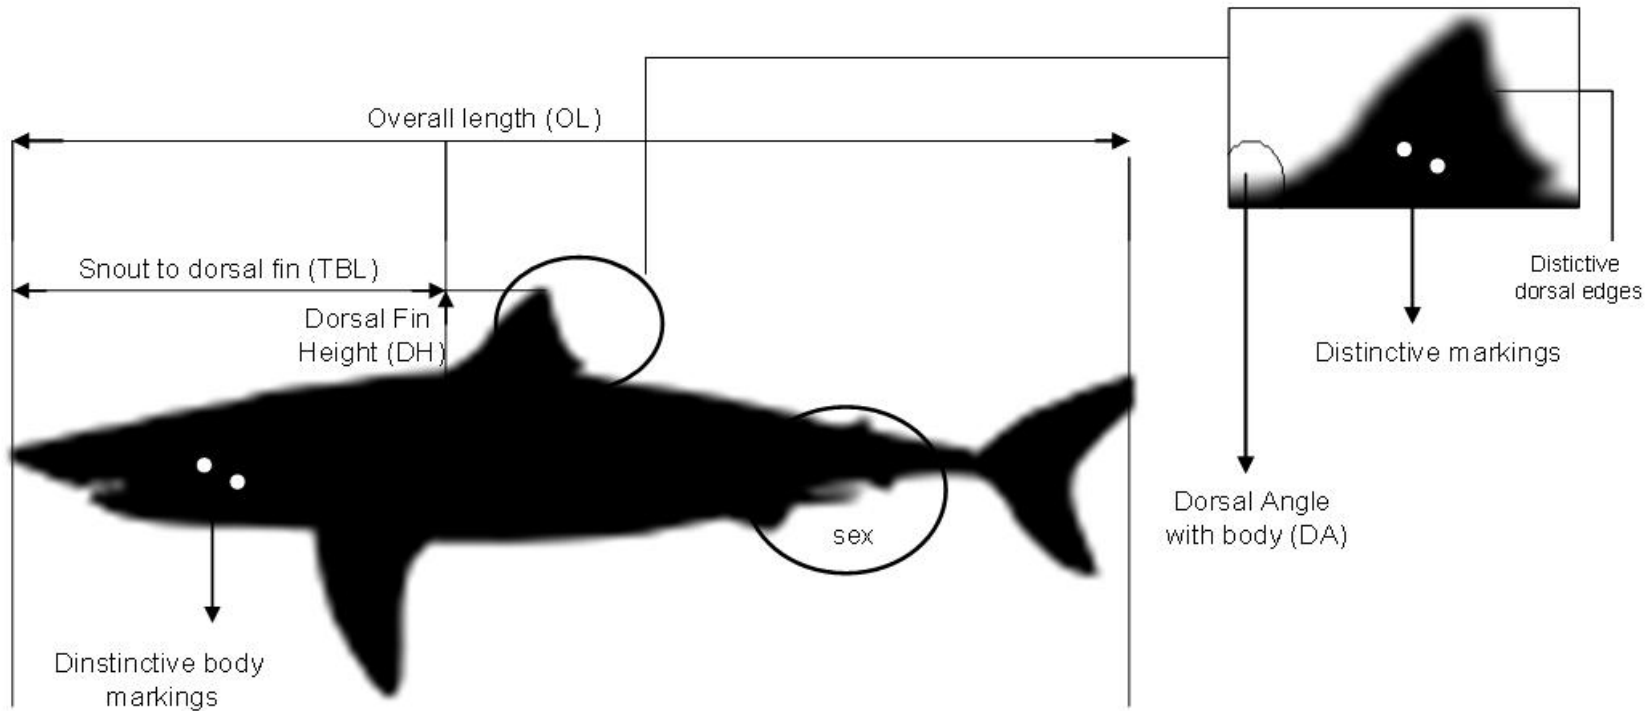 Overall length (OL)
Snout to dorsal fin (TBL)
Dorsal Fin
Height (DH)
sex
Dinstinctive body
markings
Distictive
dorsal edges
Distinctive markings
Dorsal Angle
with body (DA)